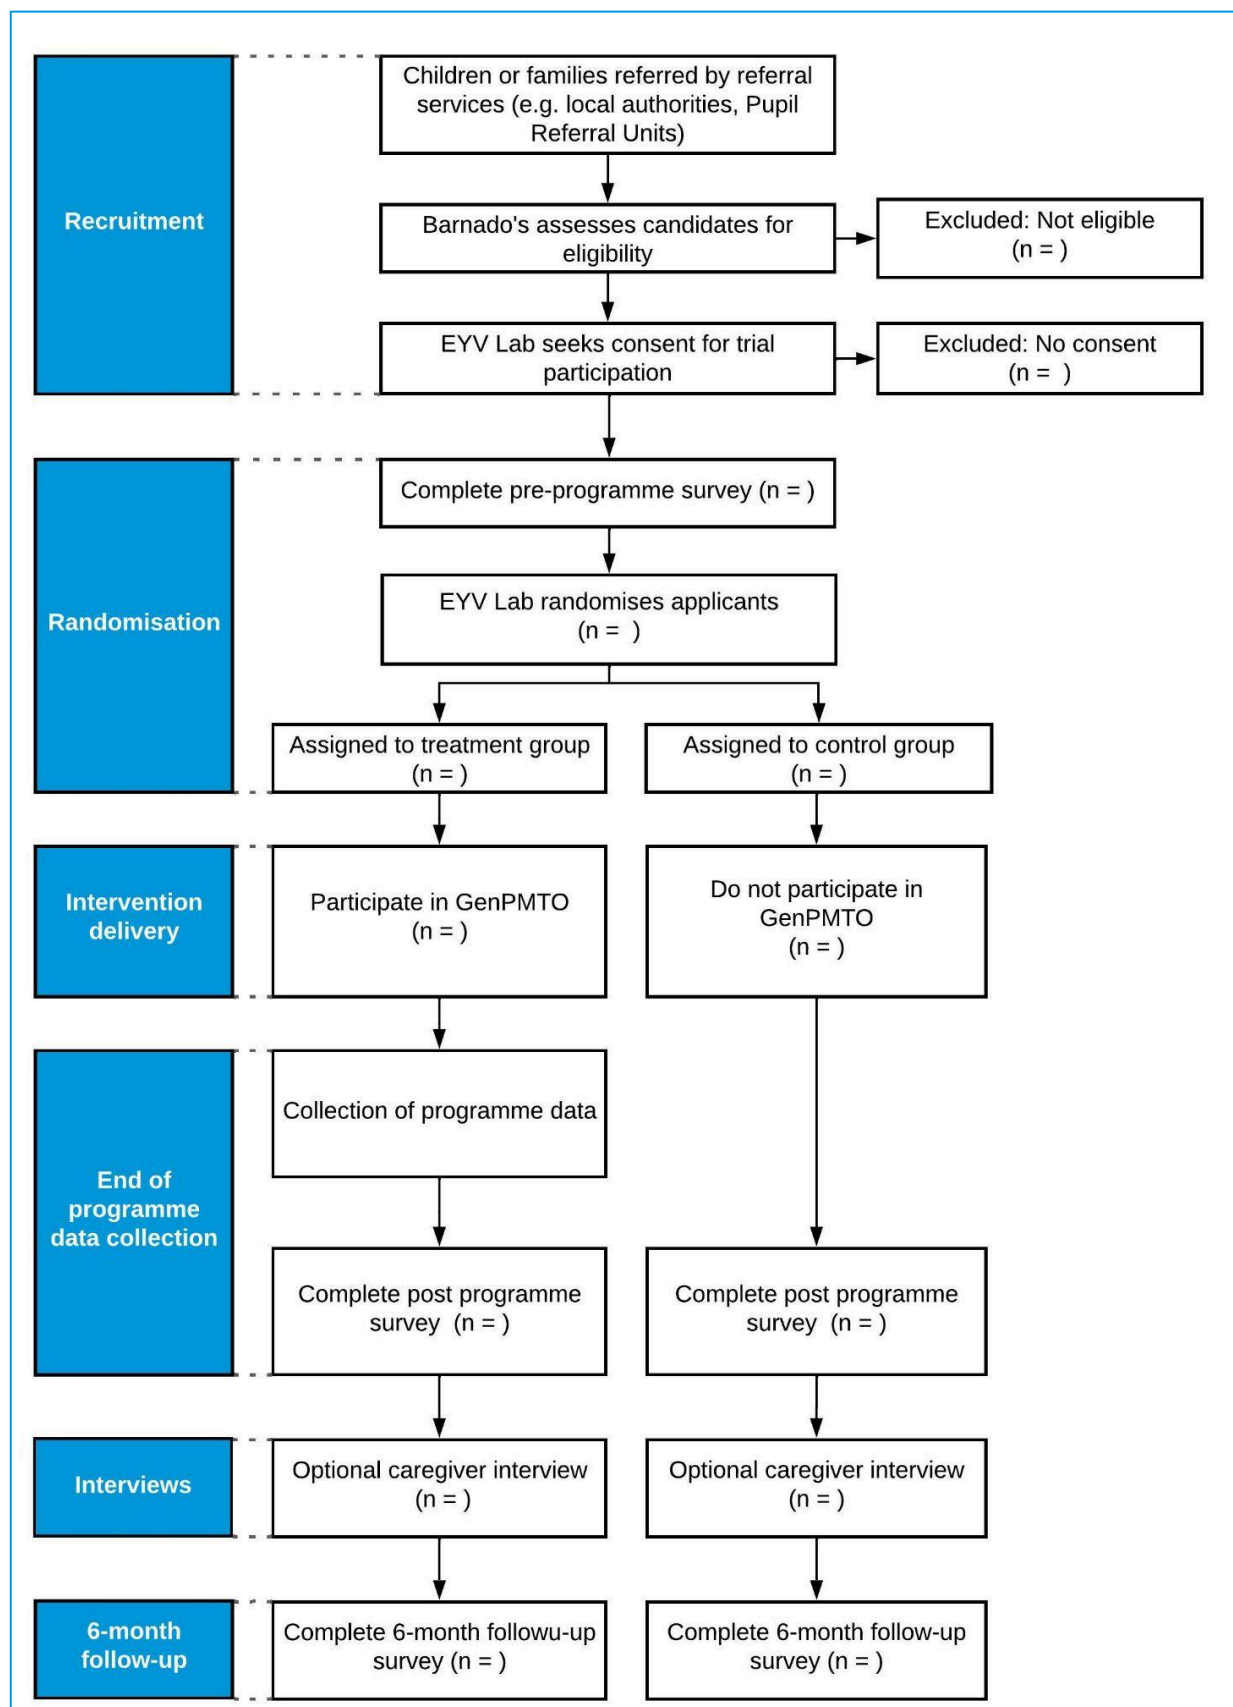 Recruitment
Children or families referred by referral
services (e.g. local authorities, Pupil
Referral Units)
Barnado's assesses candidates for
eligibility
Excluded: Not eligible
(n = )
EYV Lab seeks consent for trial
participation
Excluded: No consent
(n =  )
Randomisation
Complete pre-programme survey (n = )
EYV Lab randomises applicants
(n =  )
Assigned to treatment group
(n = )
Assigned to control group
(n = )
Intervention
delivery
Participate in GenPMTO
(n = )
Do not participate in
GenPMTO
(n = )
End of
programme
data collection
Collection of programme data
Complete post programme
survey  (n = )
Complete post programme
survey  (n = )
Interviews
Optional caregiver interview
(n = )
Optional caregiver interview
(n = )
6-month
follow-up
Complete 6-month followu-up
survey (n = )
Complete 6-month follow-up
survey (n = )